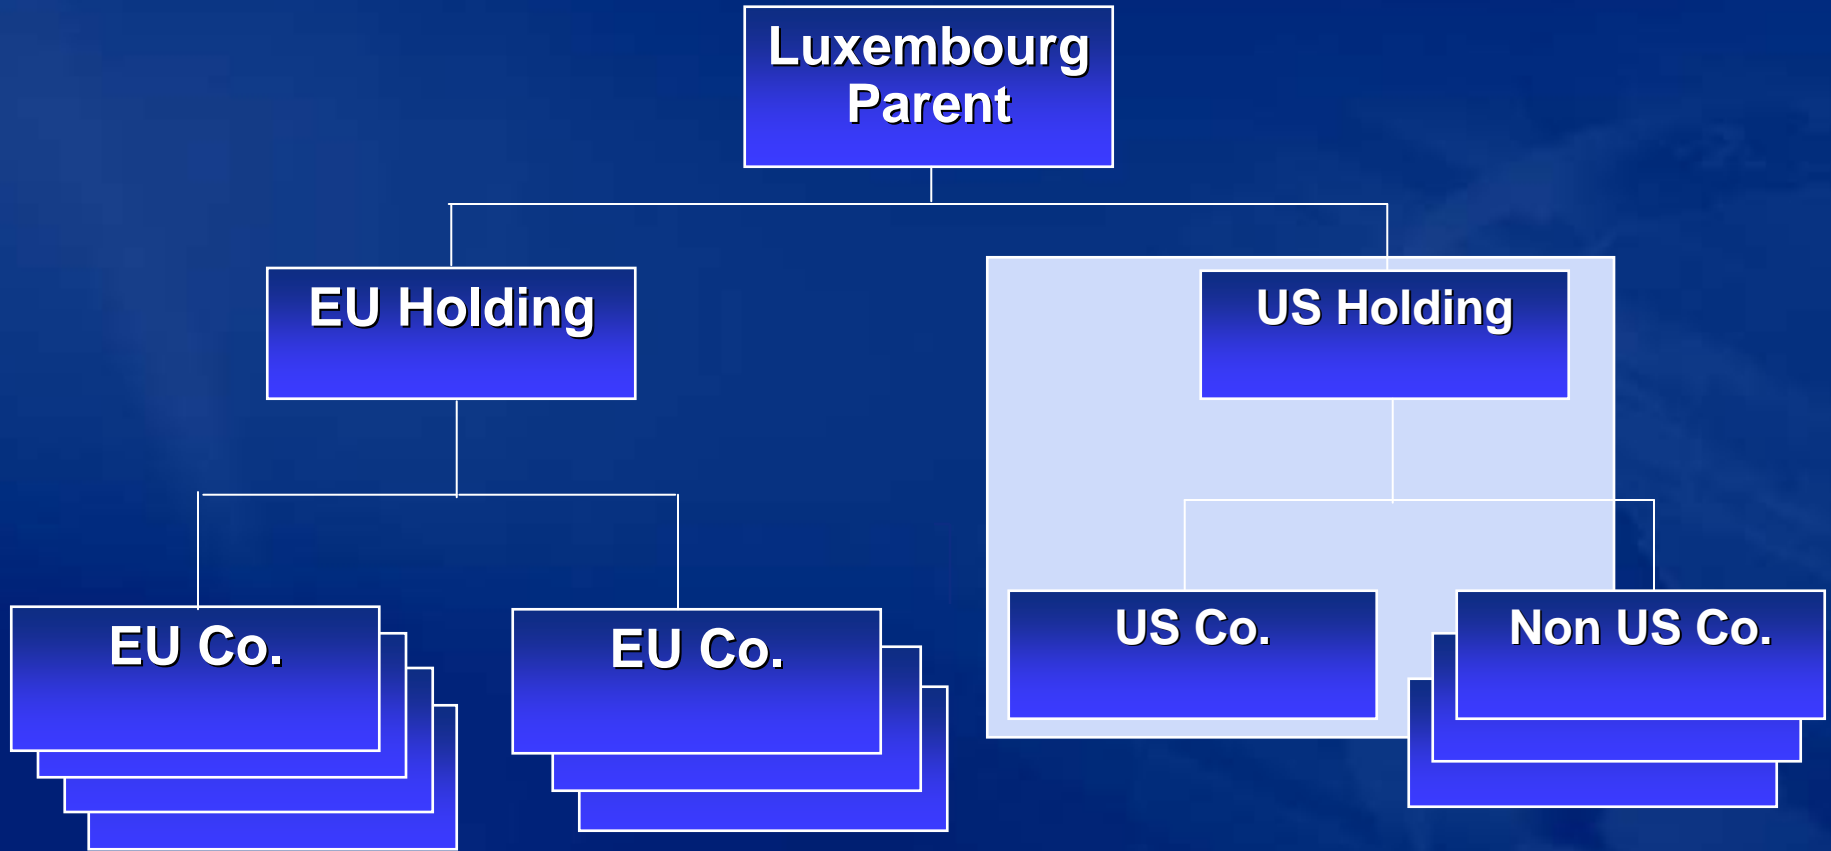 Luxembourg
Parent
EU Holding
US Holding
EU Co.
EU Co.
US Co.
Non US Co.